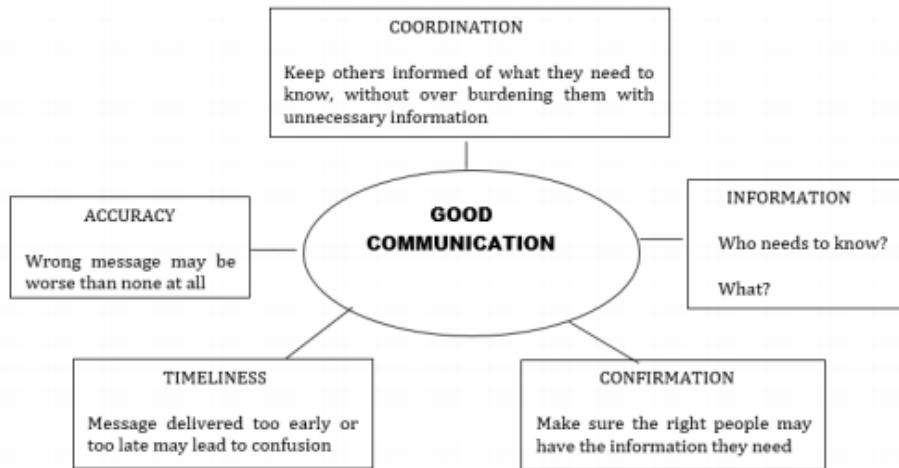 COORDINATION
Keep others informed of what they need to
know, without over burdening them with
unnecessary information
GOOD
COMMUNICATION
INFORMATION
Who needs to know?
What?
ACCURACY
Wrong message may be
worse than none at all
TIMELINESS
Message delivered too early or
too late may lead to confusion
CONFIRMATION
Make sure the right people may
have the information they need